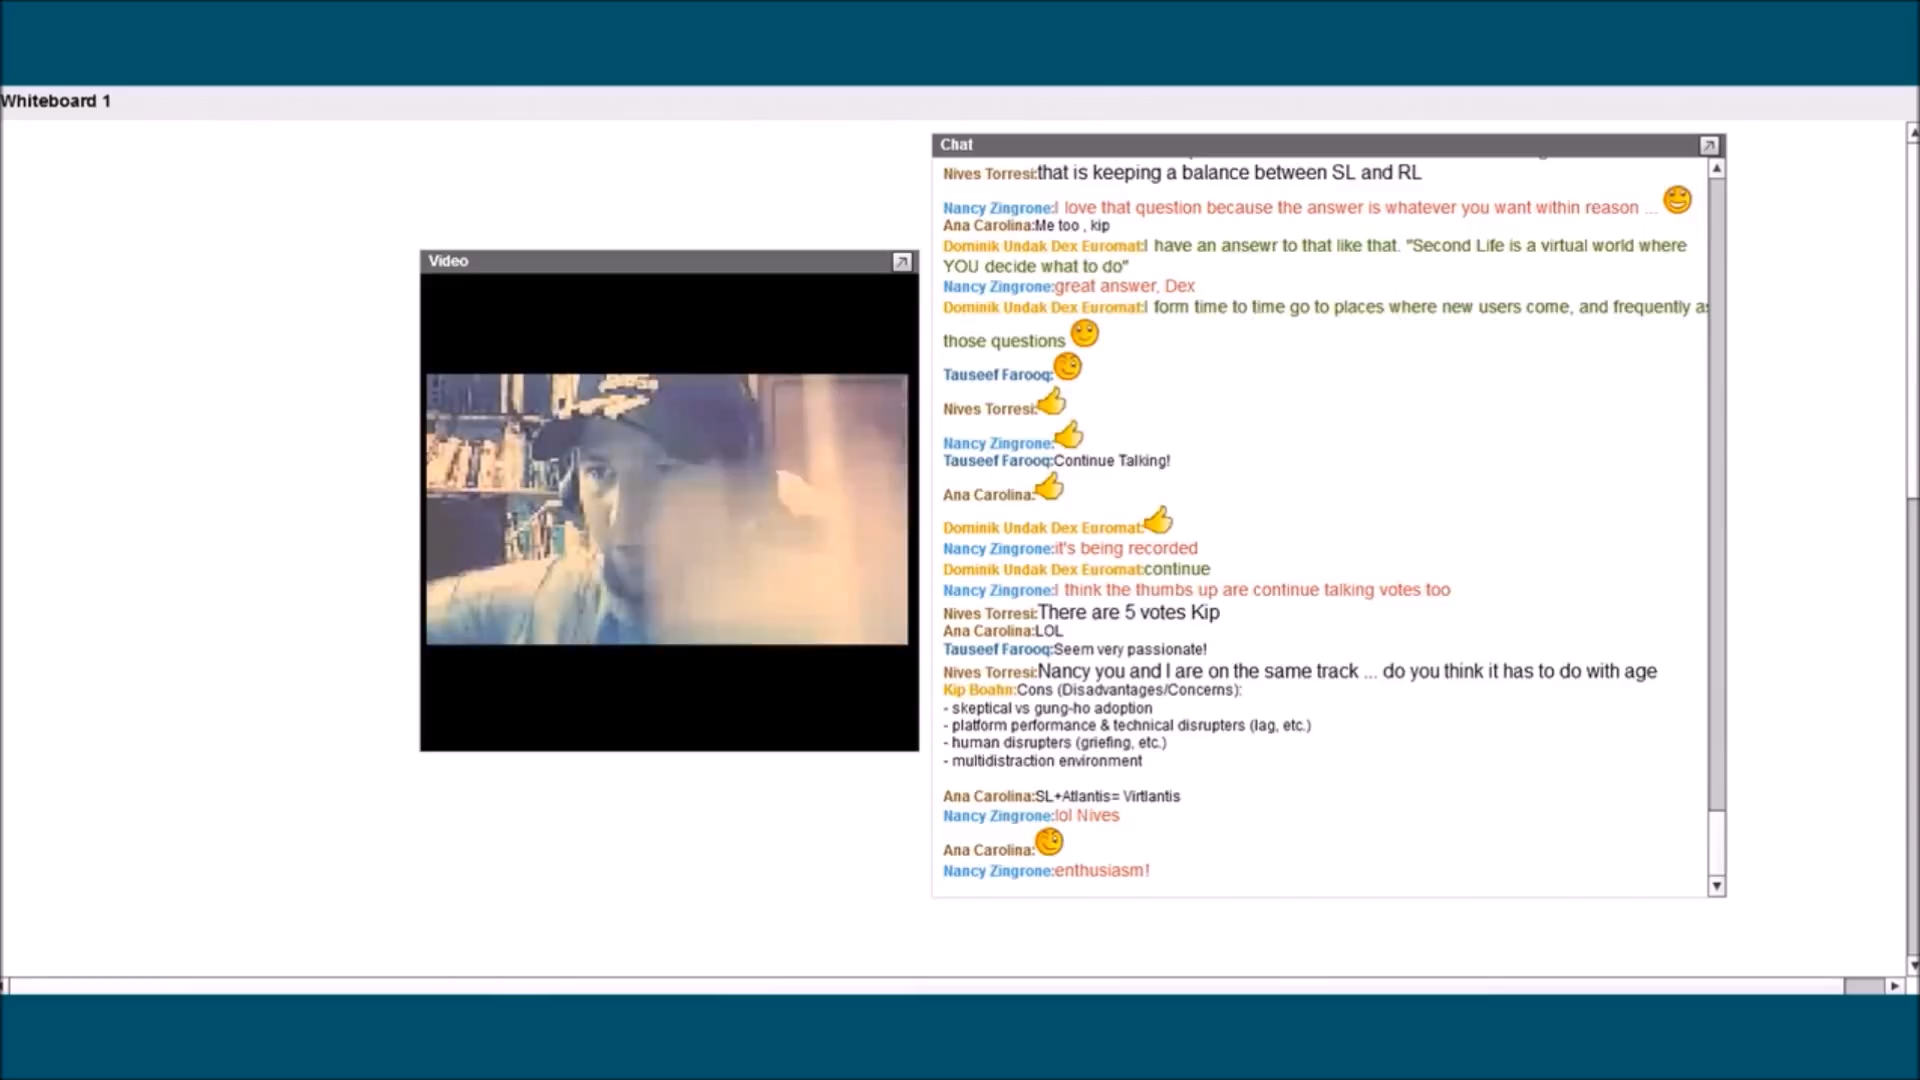 Whiteboard 1
Chat
Nives Torresi:that is keeping a balance between SL and RL
Nancy Zingrone:I love that question because the answer is whatever you want within reason ...
Ana Carolina:Me too , kip
Dominik Undak Dex Euromat:I have an ansewr to that like that. "Second Life is a virtual world where
YOU decide what to do"
Nancy Zingrone:great answer, Dex
Dominik Undak Dex Euromat:I form time to time go to places where new users come, and frequently
those questions
Tauseef Farooq:
Nives Torresi:
Nancy Zingrone:
Tauseef Farooq:Continue Talking!
Ana Carolina:
Dominik Undak Dex Euromat:
Nancy Zingrone:it's being recorded
Dominik Undak Dex Euromat:continue
Nancy Zingrone:I think the thumbs up are continue talking votes too
Nives Torresi:There are 5 votes Kip
Ana Carolina:LOL
Tauseef Farooq:Seem very passionate!
Nives Torresi:Nancy you and I are on the same track ... do you think it has to do with age
Kip Boahn:Cons (Disadvantages/Concerns):
- skeptical vs gung-ho adoption
- platform performance & technical disrupters (lag, etc.)
- human disrupters (griefing, etc.)
- multidistraction environment
Ana Carolina:SL+Atlantis= Virtlantis
Nancy Zingrone:lol Nives
Ana Carolina:
Nancy Zingrone:enthusiasm!
Video